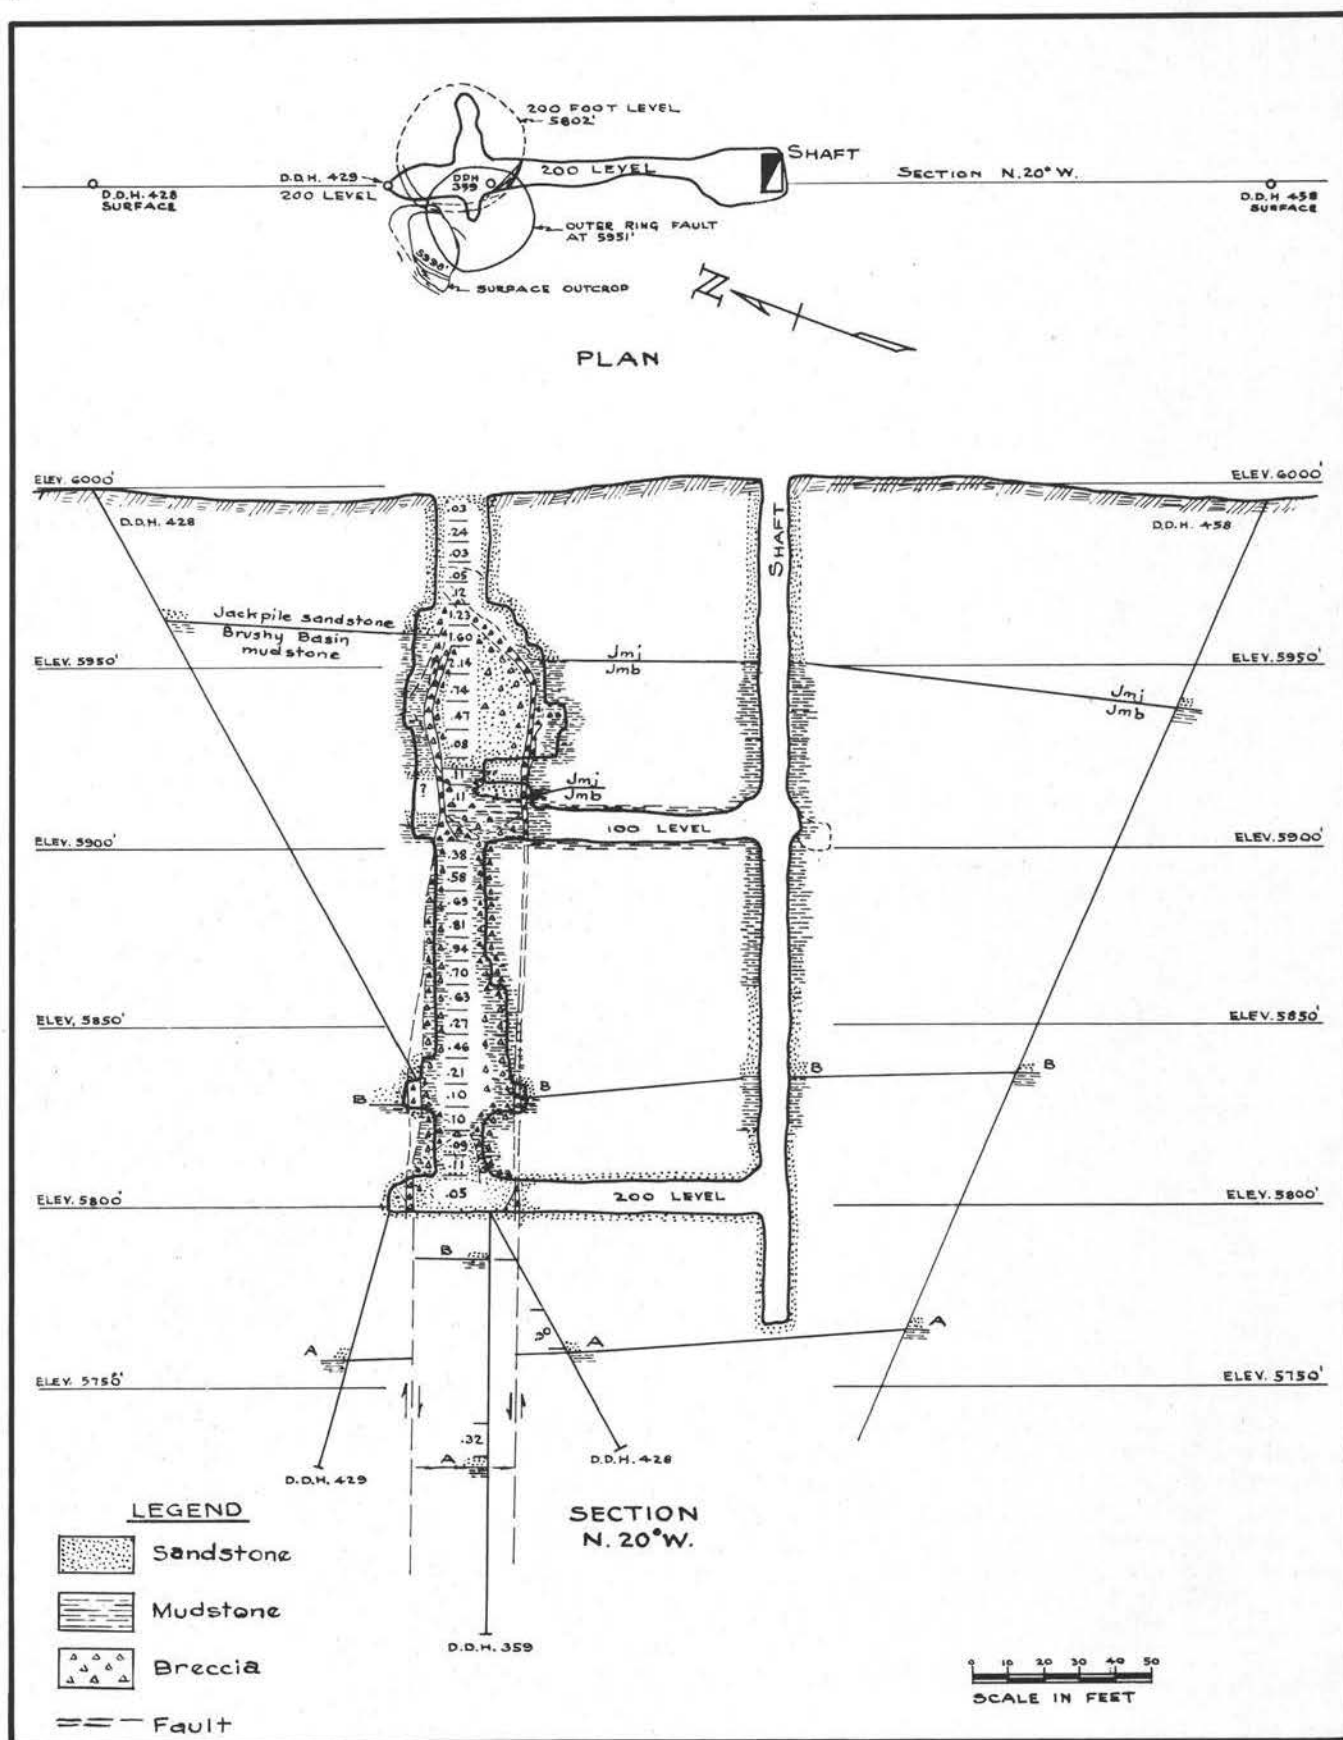 200 FOOT LEVEL
5802'
SHAFT
D.D.H. 429
200 LEVEL
DDH
359
200 LEVEL
SECTION N.20° W.
D.D.H. 428
SURFACE
D.D.H 458
SURFACE
OUTER RING FAULT
AT 5951'
5990'
SURFACE OUTCROP
N
PLAN
ELEV. 6000'
ELEV. 6000'
D.D.H. 428
SHAFT
D.D.H. 458
.03
.24
.03
.05
.12
1.23
1.60
2.14
.74
.47
.08
.11
.11
Jackpile sandstone
Brushy Basin
mudstone
ELEV. 5950'
Jmj
Jmb
ELEV. 5950'
Jmj
Jmb
?
Jmj
Jmb
100 LEVEL
ELEV. 5900'
ELEV. 5900'
.38
.58
.69
.81
.94
.70
.63
.27
.46
.21
.10
.10
.09
.11
.05
ELEV, 5850'
ELEV. 5850'
B
B
B
ELEV. 5800'
200 LEVEL
ELEV. 5800'
B
A
A
A
ELEV. 5750'
ELEV. 5750'
.32
A
D.D.H. 429
D.D.H. 428
SECTION
N. 20° W.
D.D.H. 359
LEGEND
Sandstone
Mudstone
Breccia
Fault
0 10 20 30 40 50
SCALE IN FEET